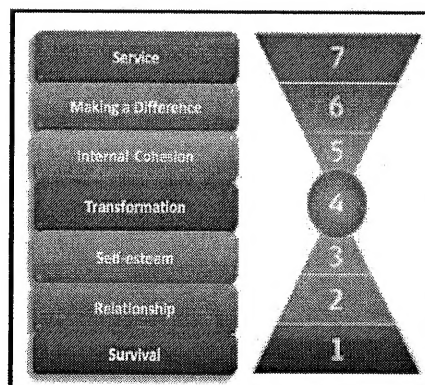 Service 7
Making a Difference 6
Internal Cohesion 5
Transformation 4
Self-esteem 3
Relationship 2
Survival 1